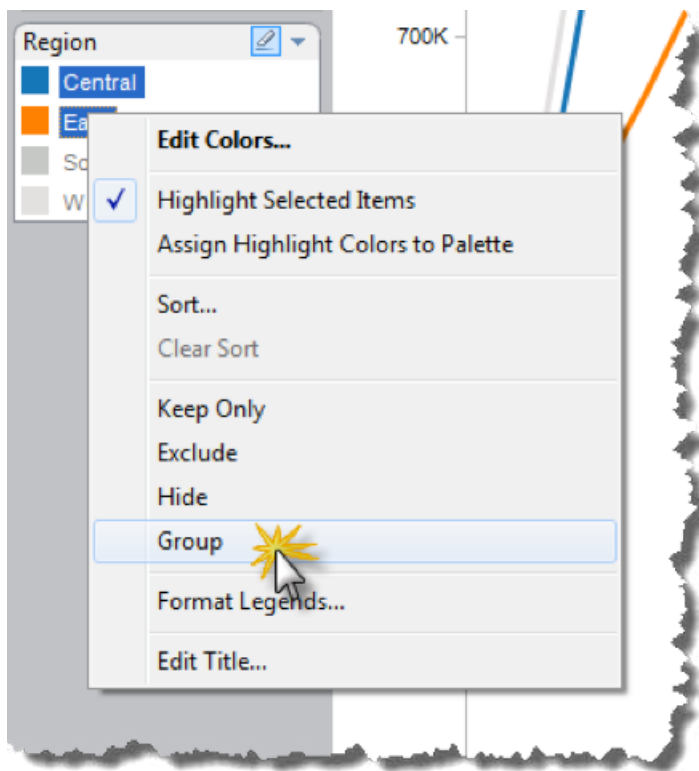 Region
700K
Central
Edit Colors...
Highlight Selected Items
Assign Highlight Colors to Palette
Sort...
Clear Sort
Keep Only
Exclude
Hide
Group
Format Legends...
Edit Title...